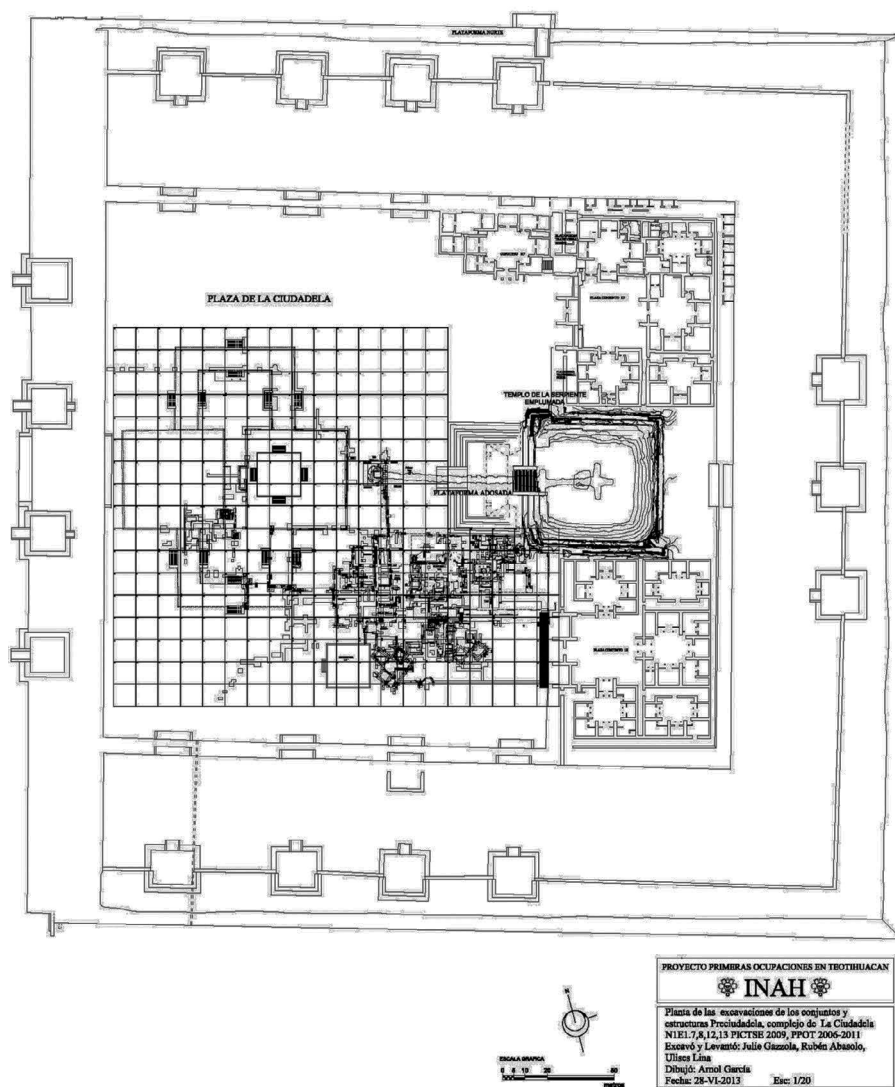 PLATAFORMA NORTE
PLAZA DE LA CIUDADELA
TEMPLO DE LA SERPIENTE
EMPLUMADA
PLATAFORMA ADOSADA
N
ESCALA GRAFICA
metros
PROYECTO PRIMERAS OCUPACIONES EN TEOTIHUACAN
INAH
Planta de las excavaciones de los conjuntos y
estructuras Preciudadela, complejo de La Ciudadela
N1E1.7,8,12,13 PICTSE 2009, PPOT 2006-2011
Excavó y Levantó: Julie Gazzola, Rubén Abasolo,
Ulises Lina
Dibujó: Arnol García
Fecha: 28-VI-2013 Esc: 1/20